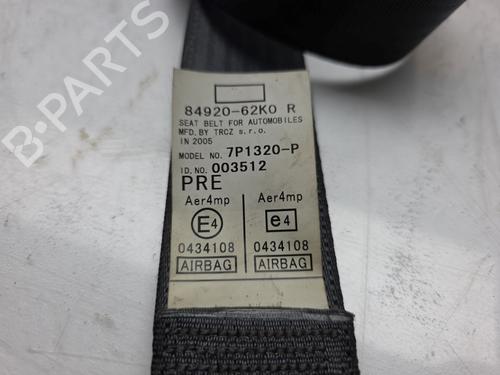 84920-62K0 R
SEAT BELT FOR AUTOMOBILES
MFD. BY TRCZ s.r.o.
IN 2005
MODEL NO. 7P1320-P
ID. NO. 003512
PRE
Aer4mp Aer4mp
E4 e4
0434108 0434108
AIRBAG AIRBAG
B-PARTS